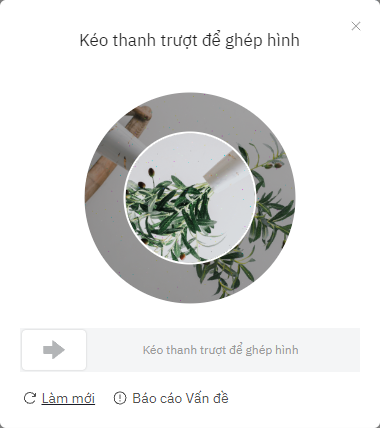 Kéo thanh trượt để ghép hình
Kéo thanh trượt để ghép hình
Làm mới Báo cáo Vấn đề